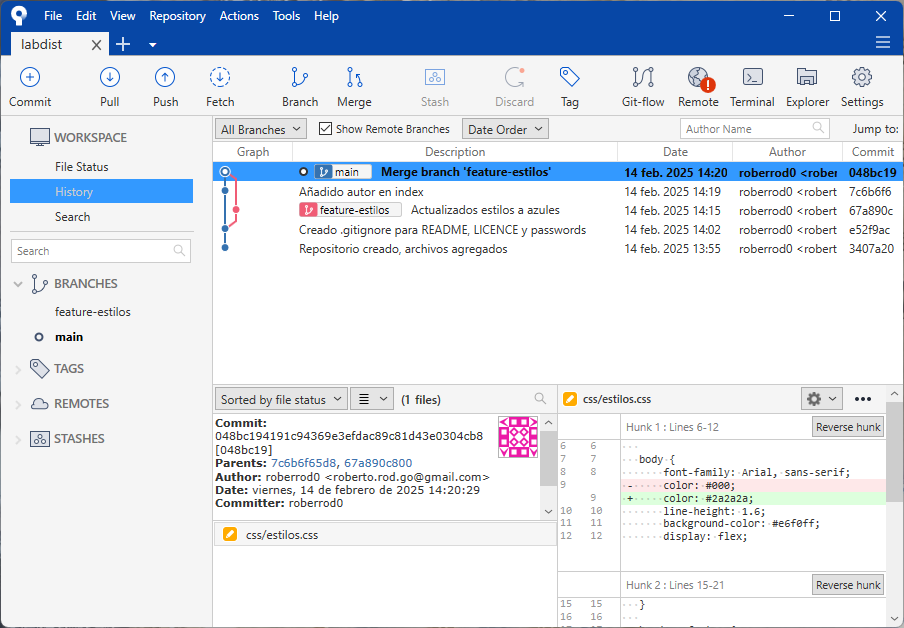 File Edit View Repository Actions Tools Help
labdist
Commit Pull Push Fetch Branch Merge Stash Discard Tag Git-flow Remote Terminal Explorer Settings
WORKSPACE
File Status
History
Search
Search
BRANCHES
feature-estilos
main
TAGS
REMOTES
STASHES
All Branches Show Remote Branches Date Order Author Name Jump to:
Graph Description Date Author Commit
main Merge branch 'feature-estilos' 14 feb. 2025 14:20 roberrod0 <rober 048bc19
Añadido autor en index 14 feb. 2025 14:19 roberrod0 <robert 7c6b6f6
feature-estilos Actualizados estilos a azules 14 feb. 2025 14:15 roberrod0 <robert 67a890c
Creado .gitignore para README, LICENCE y passwords 14 feb. 2025 14:02 roberrod0 <robert e52f9ac
Repositorio creado, archivos agregados 14 feb. 2025 13:55 roberrod0 <robert 3407a20
Sorted by file status (1 files)
Commit:
048bc194191c94369e3efdac89c81d43e0304cb8
[048bc19]
Parents: 7c6b6f65d8, 67a890c800
Author: roberrod0 <roberto.rod.go@gmail.com>
Date: viernes, 14 de febrero de 2025 14:20:29
Committer: roberrod0
css/estilos.css
css/estilos.css
Hunk 1 : Lines 6-12 Reverse hunk
6 6
7 7 body {
8 8 font-family: Arial, sans-serif;
9 - color: #000;
9 + color: #2a2a2a;
10 10 line-height: 1.6;
11 11 background-color: #e6f0ff;
12 12 display: flex;
Hunk 2 : Lines 15-21 Reverse hunk
15 15 }
16 16